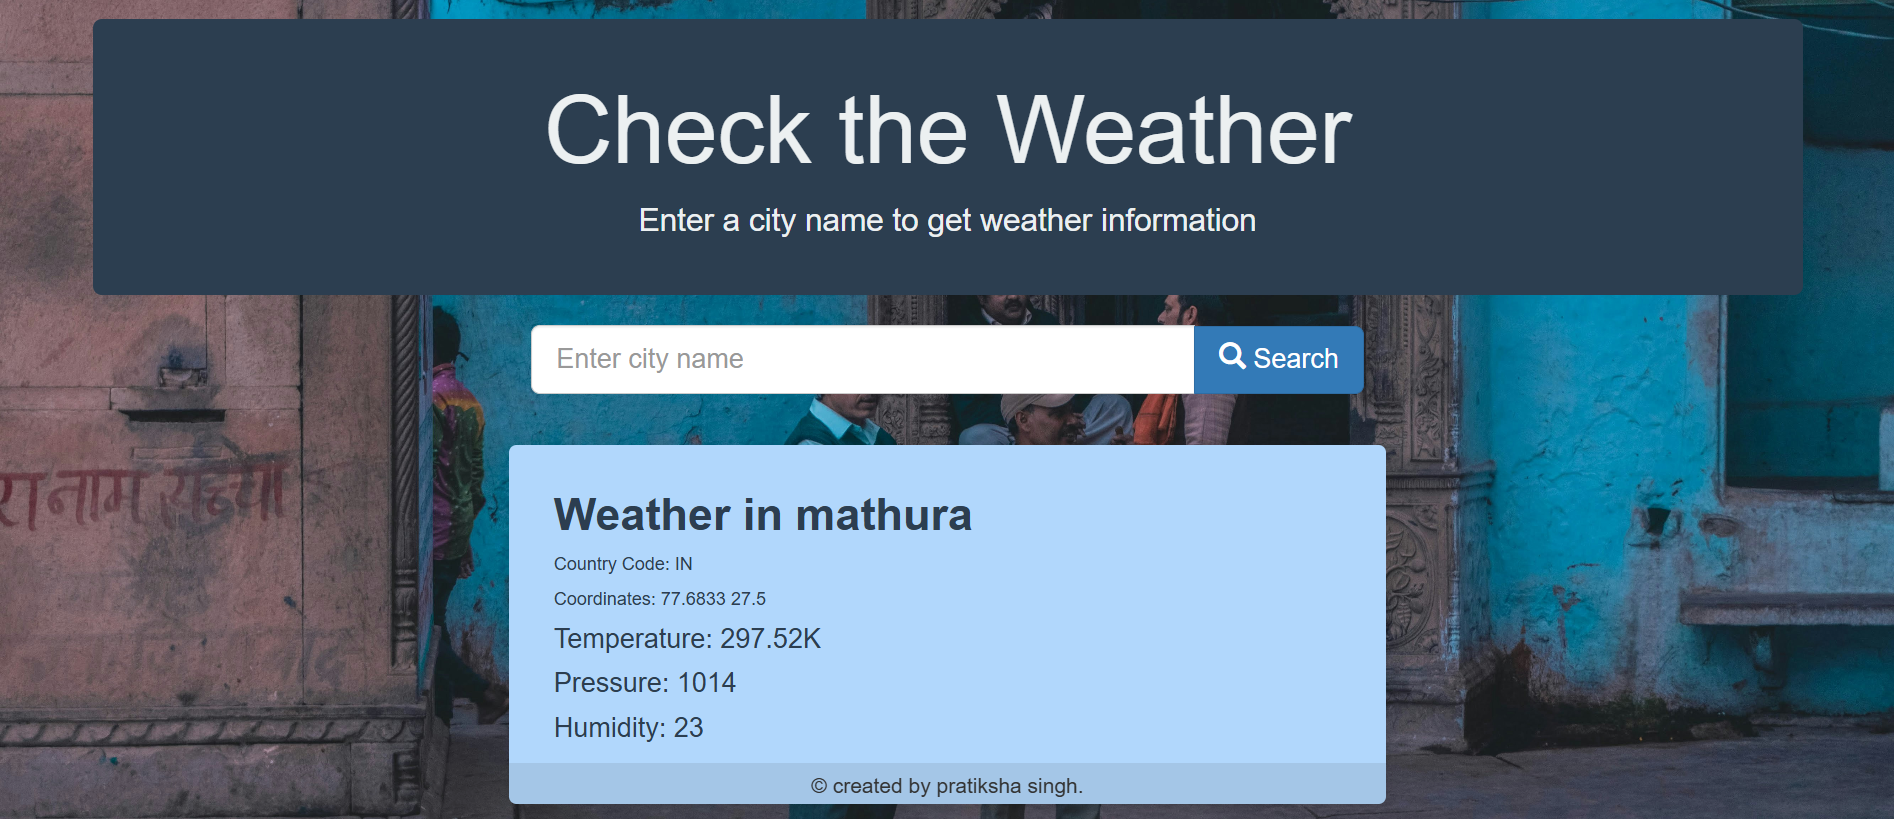 Check the Weather
Enter a city name to get weather information
Enter city name
Search
रा नाम
Weather in mathura
Country Code: IN
Coordinates: 77.6833 27.5
Temperature: 297.52K
Pressure: 1014
Humidity: 23
© created by pratiksha singh.